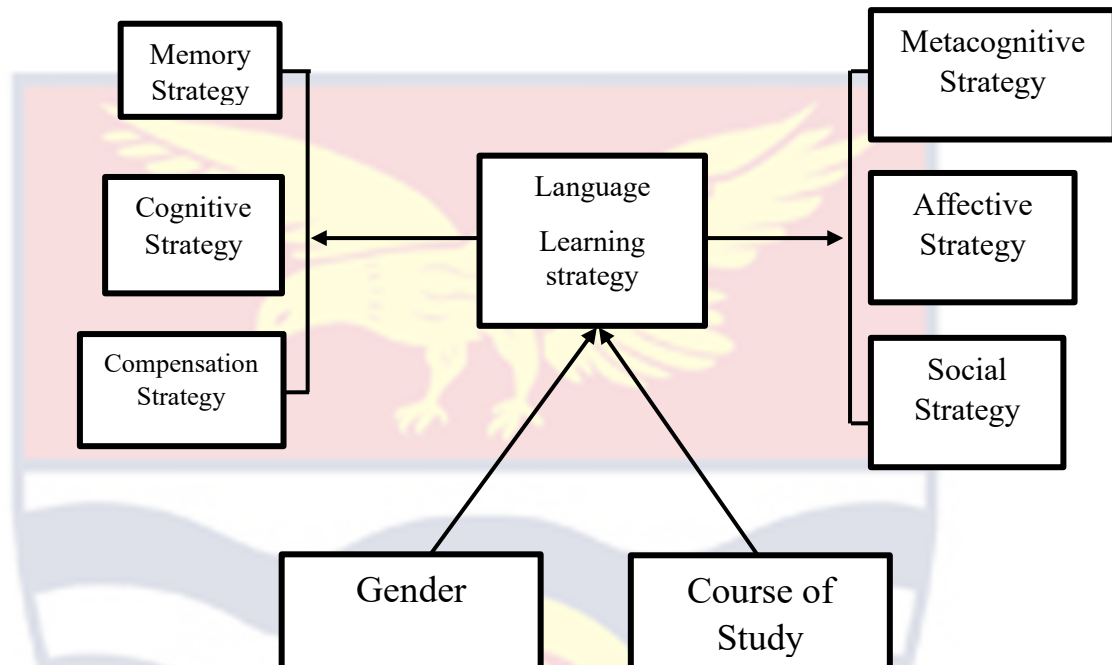 Memory
Strategy
Cognitive
Strategy
Compensation
Strategy
Language
Learning
strategy
Metacognitive
Strategy
Affective
Strategy
Social
Strategy
Gender
Course of
Study